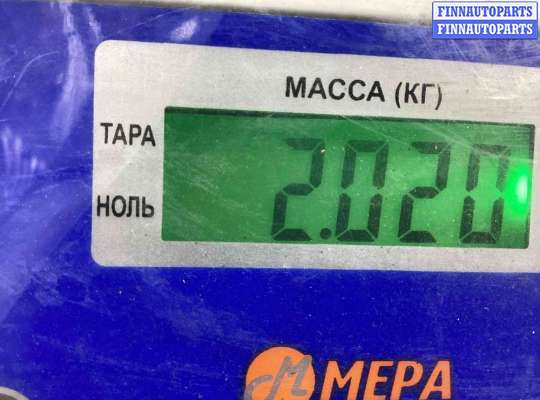 FINNAUTOPARTS
FINNAUTOPARTS
МАССА (КГ)
ТАРА
2.020
НОЛЬ
МЕРА